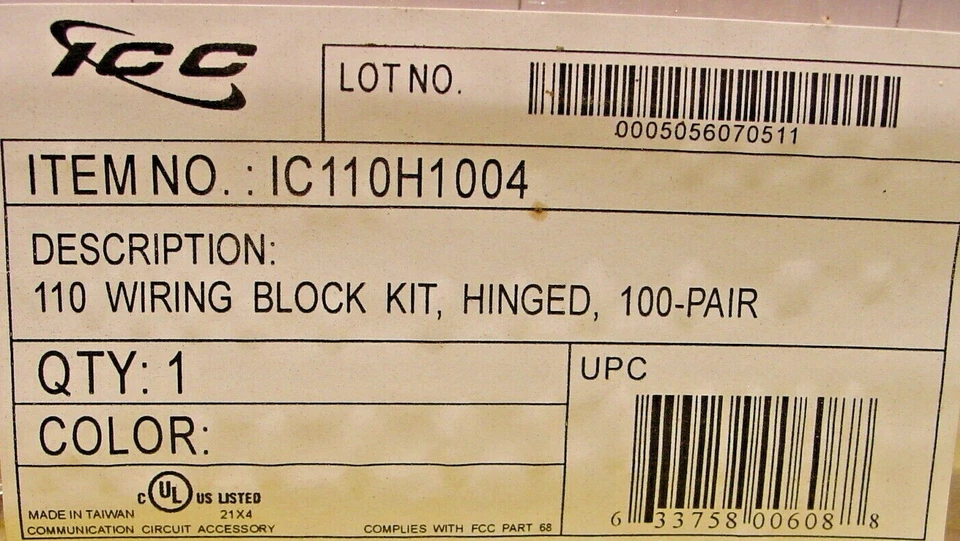 ICC
LOT NO.
0005056070511
ITEM NO. : IC110H1004
DESCRIPTION:
110 WIRING BLOCK KIT, HINGED, 100-PAIR
QTY: 1
COLOR:
UPC
C UL US LISTED
MADE IN TAIWAN 21X4
COMMUNICATION CIRCUIT ACCESSORY COMPLIES WITH FCC PART 68
6 33758 00608 8